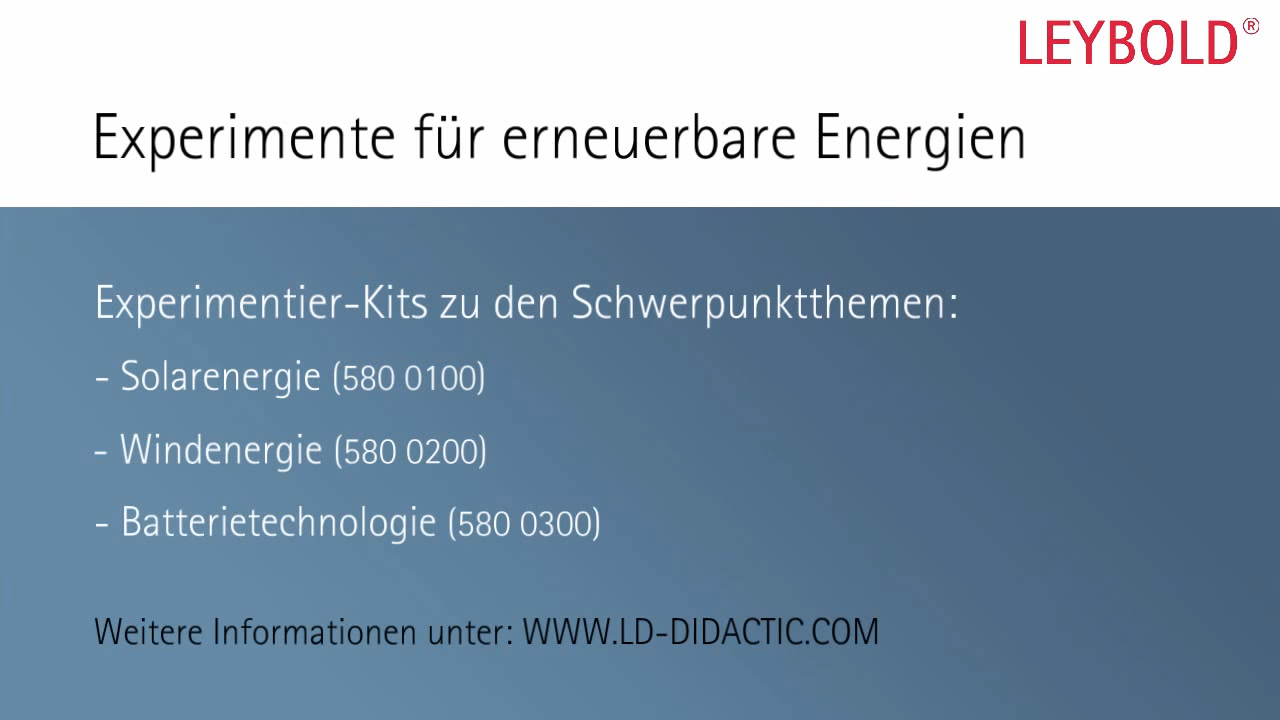 LEYBOLD®
Experimente für erneuerbare Energien
Experimentier-Kits zu den Schwerpunktthemen:
- Solarenergie (580 0100)
- Windenergie (580 0200)
- Batterietechnologie (580 0300)
Weitere Informationen unter: WWW.LD-DIDACTIC.COM